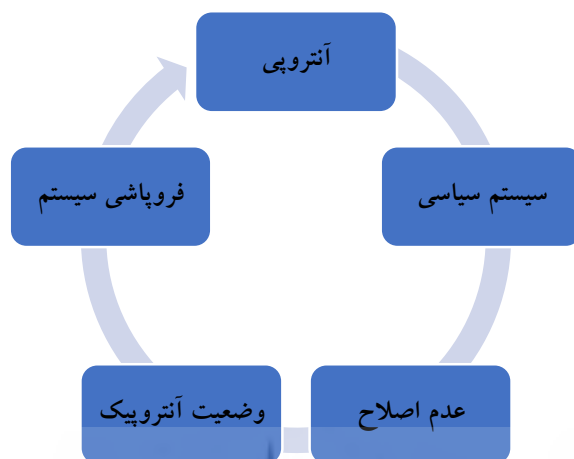 آنتروپی
سیستم سیاسی
عدم اصلاح
وضعیت آنتروپیک
فروپاشی سیستم